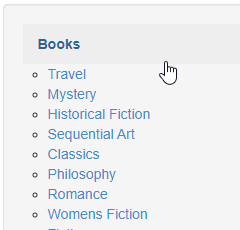 Books
Travel
Mystery
Historical Fiction
Sequential Art
Classics
Philosophy
Romance
Womens Fiction